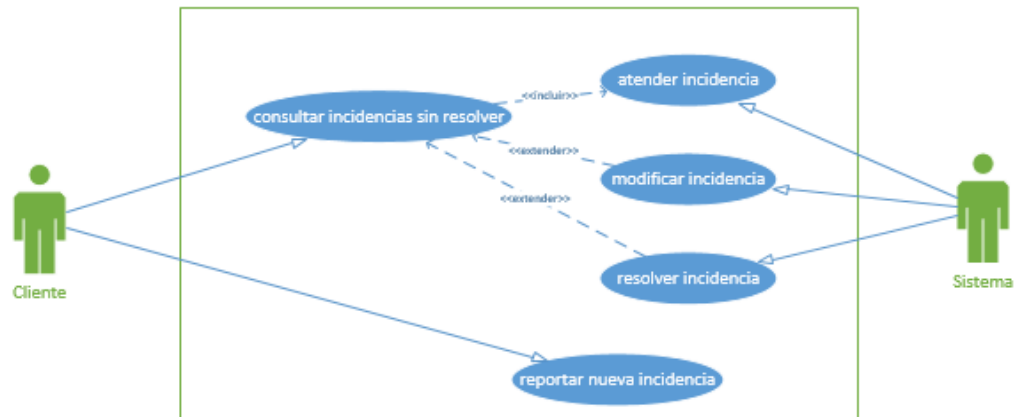 atender incidencia
<<incluir>>
consultar incidencias sin resolver
<<extender>>
modificar incidencia
<<extender>>
resolver incidencia
Cliente
Sistema
reportar nueva incidencia